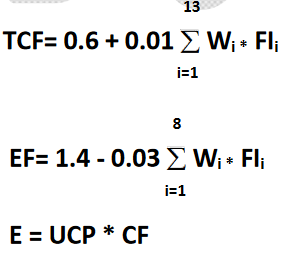 13
TCF= 0.6 + 0.01 ∑ Wᵢ * FIᵢ
i=1
8
EF= 1.4 - 0.03 ∑ Wᵢ * FIᵢ
i=1
E = UCP * CF